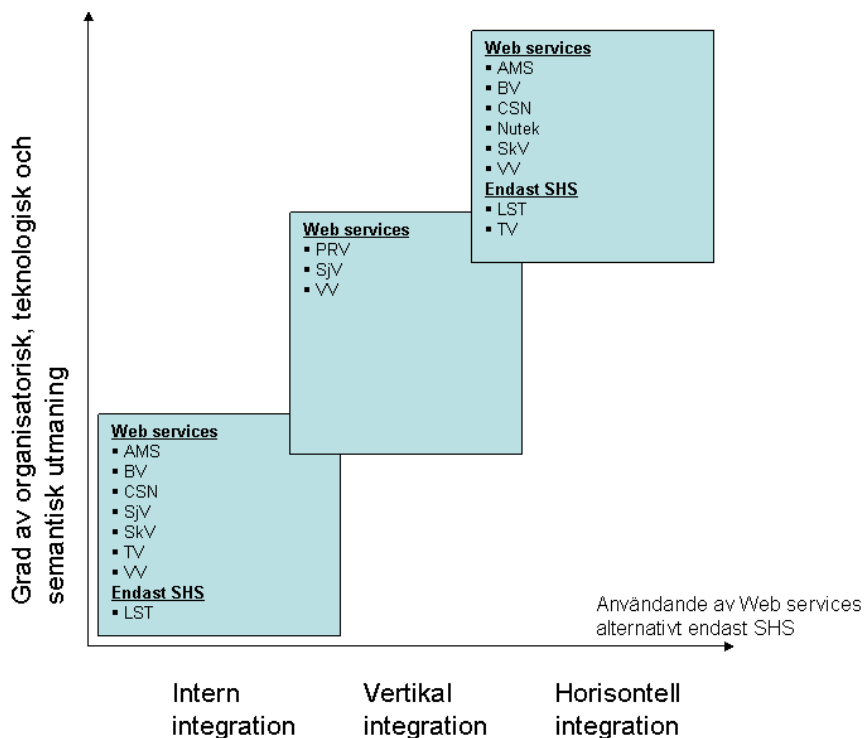 Grad av organisatorisk, teknologisk och
semantisk utmaning
Web services
▪ AMS
▪ BV
▪ CSN
▪ Nutek
▪ SkV
▪ VV
Endast SHS
▪ LST
▪ TV
Web services
▪ PRV
▪ SjV
▪ VV
Web services
▪ AMS
▪ BV
▪ CSN
▪ SjV
▪ SkV
▪ TV
▪ VV
Endast SHS
▪ LST
Användande av Web services
alternativt endast SHS
Intern
integration
Vertikal
integration
Horisontell
integration